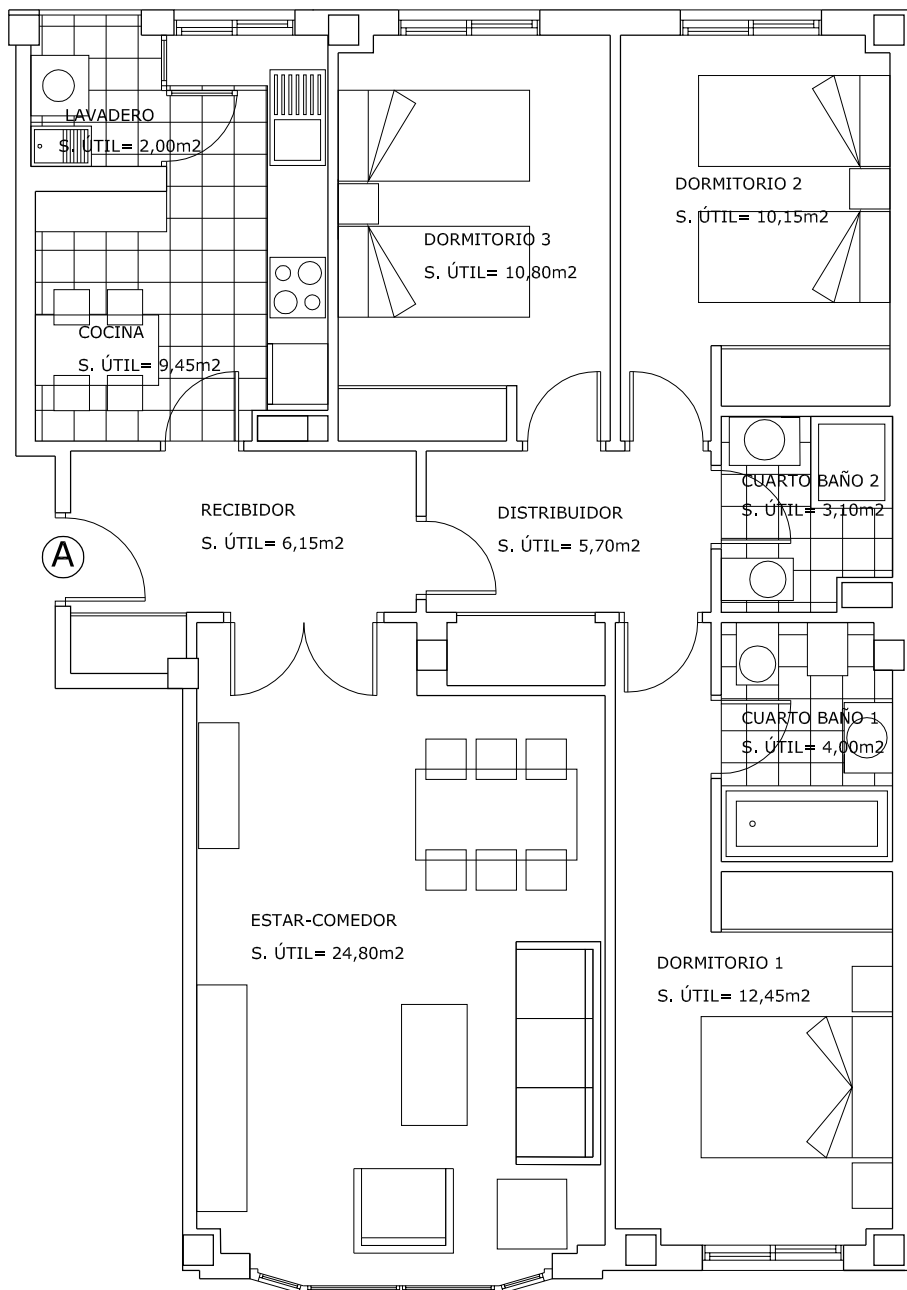 LAVADERO
S. ÚTIL= 2,00m2
DORMITORIO 2
S. ÚTIL= 10,15m2
DORMITORIO 3
S. ÚTIL= 10,80m2
COCINA
S. ÚTIL= 9,45m2
CUARTO BAÑO 2
S. ÚTIL= 3,10m2
RECIBIDOR
S. ÚTIL= 6,15m2
DISTRIBUIDOR
S. ÚTIL= 5,70m2
A
CUARTO BAÑO 1
S. ÚTIL= 4,00m2
ESTAR-COMEDOR
S. ÚTIL= 24,80m2
DORMITORIO 1
S. ÚTIL= 12,45m2